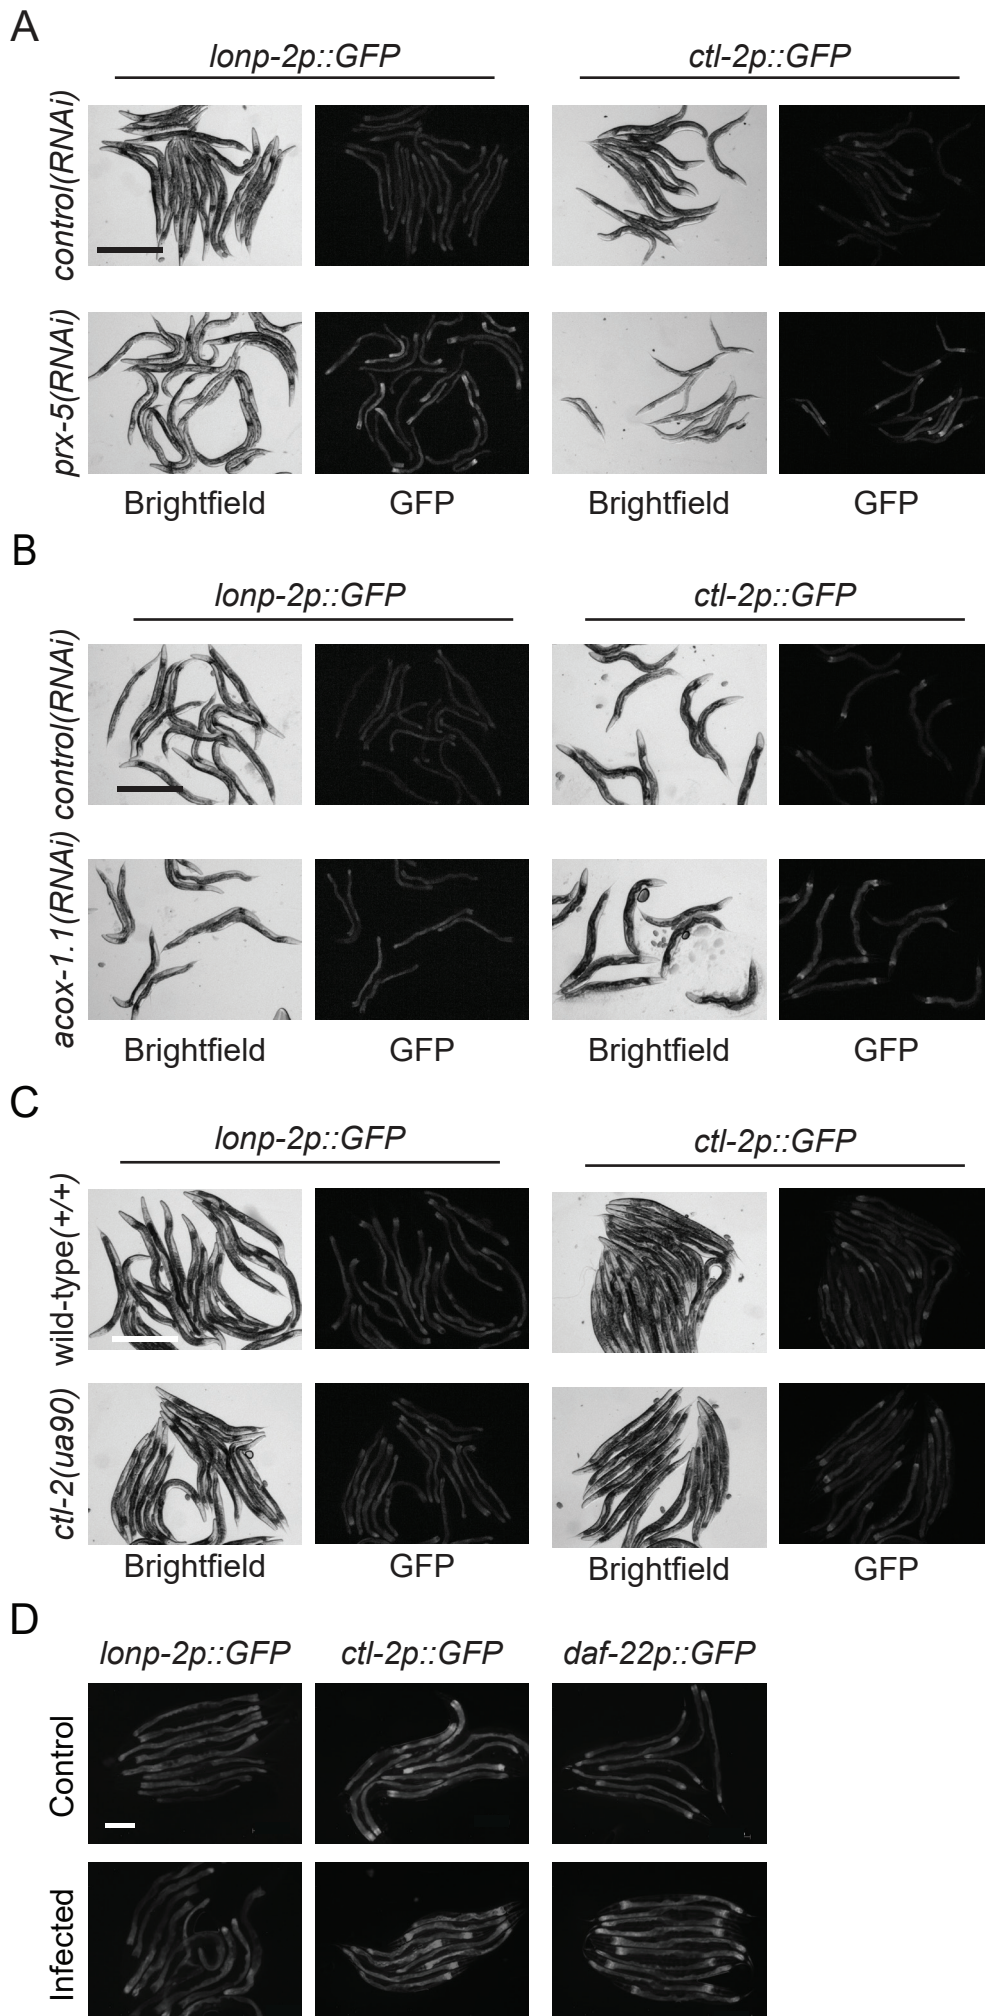 A
lonp-2p::GFP ctl-2p::GFP
control(RNAi)
prx-5(RNAi)
Brightfield GFP Brightfield GFP
B
lonp-2p::GFP ctl-2p::GFP
control(RNAi)
acox-1.1(RNAi)
Brightfield GFP Brightfield GFP
C
lonp-2p::GFP ctl-2p::GFP
wild-type(+/+)
ctl-2(ua90)
Brightfield GFP Brightfield GFP
D
lonp-2p::GFP ctl-2p::GFP daf-22p::GFP
Control
Infected